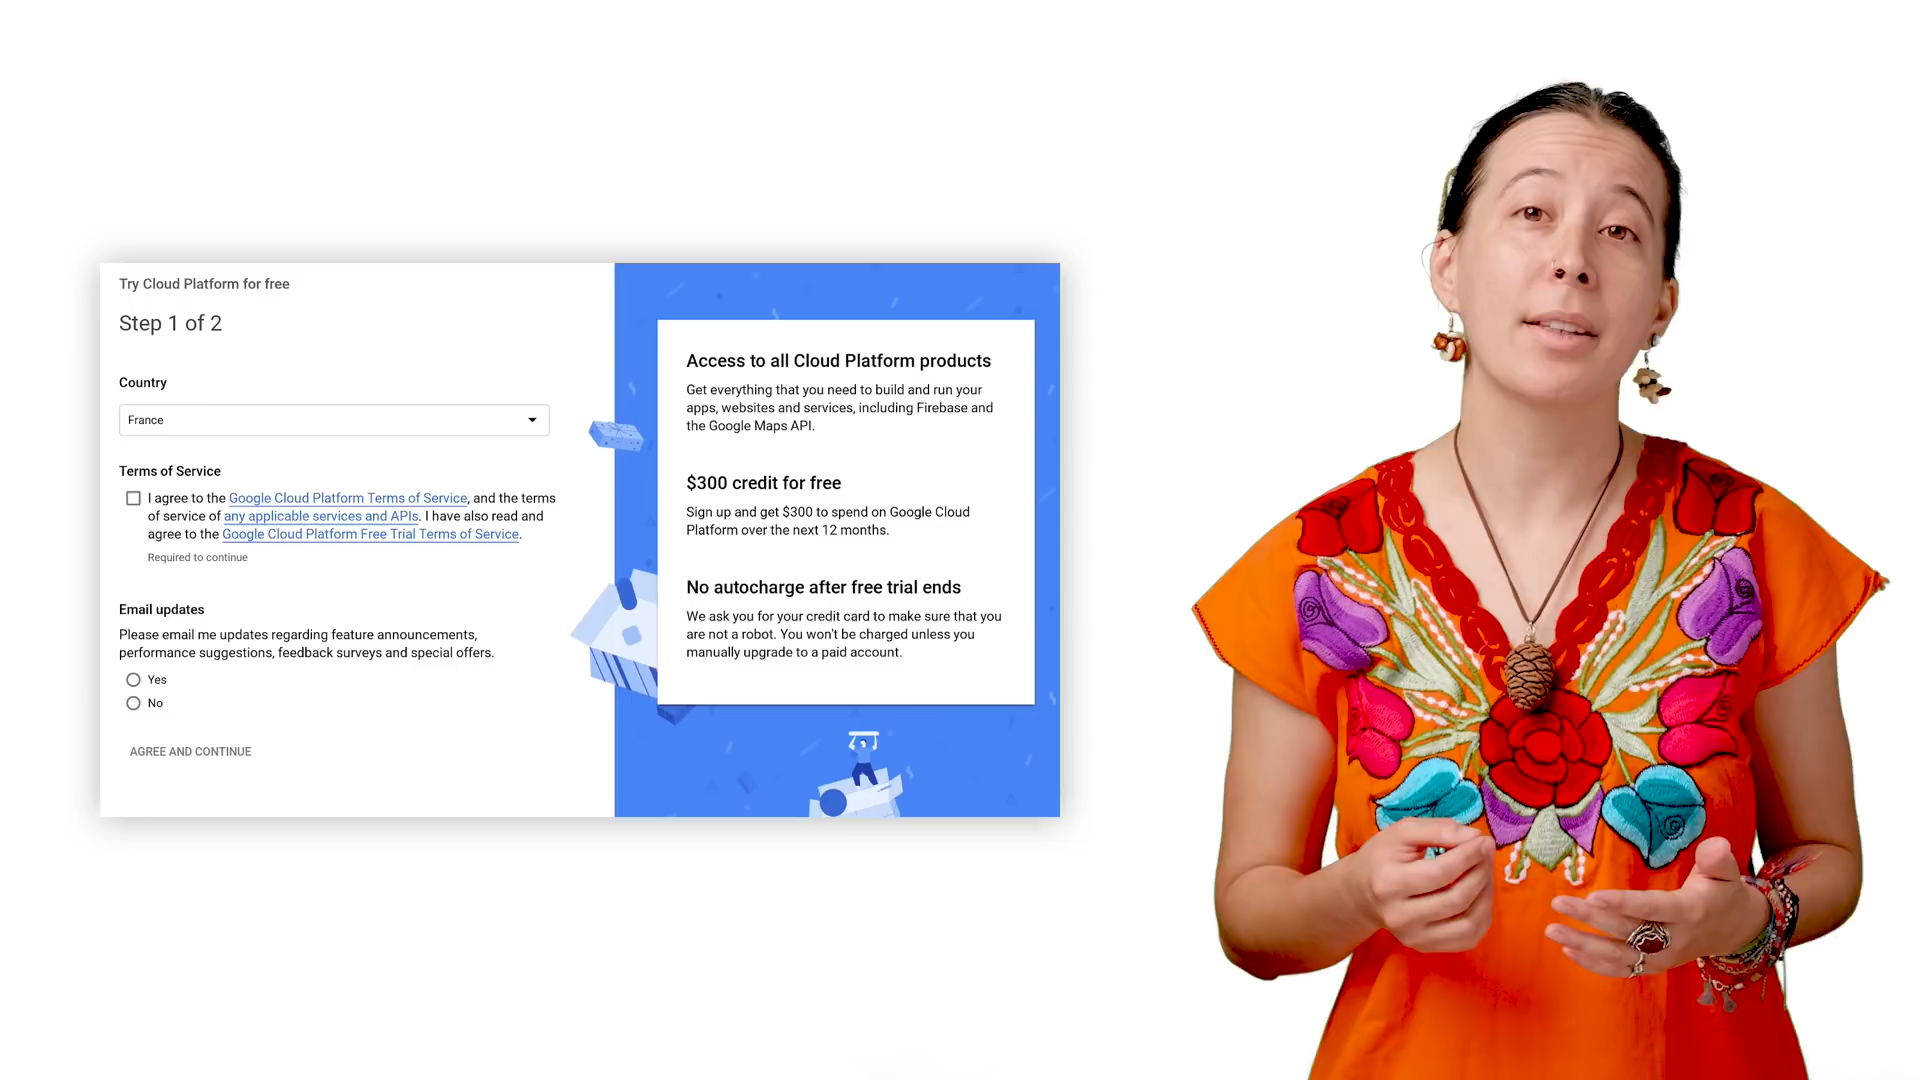 Try Cloud Platform for free
Step 1 of 2
Country
France
Terms of Service
I agree to the Google Cloud Platform Terms of Service, and the terms
of service of any applicable services and APIs. I have also read and
agree to the Google Cloud Platform Free Trial Terms of Service.
Required to continue
Email updates
Please email me updates regarding feature announcements,
performance suggestions, feedback surveys and special offers.
Yes
No
AGREE AND CONTINUE
Access to all Cloud Platform products
Get everything that you need to build and run your
apps, websites and services, including Firebase and
the Google Maps API.
$300 credit for free
Sign up and get $300 to spend on Google Cloud
Platform over the next 12 months.
No autocharge after free trial ends
We ask you for your credit card to make sure that you
are not a robot. You won't be charged unless you
manually upgrade to a paid account.